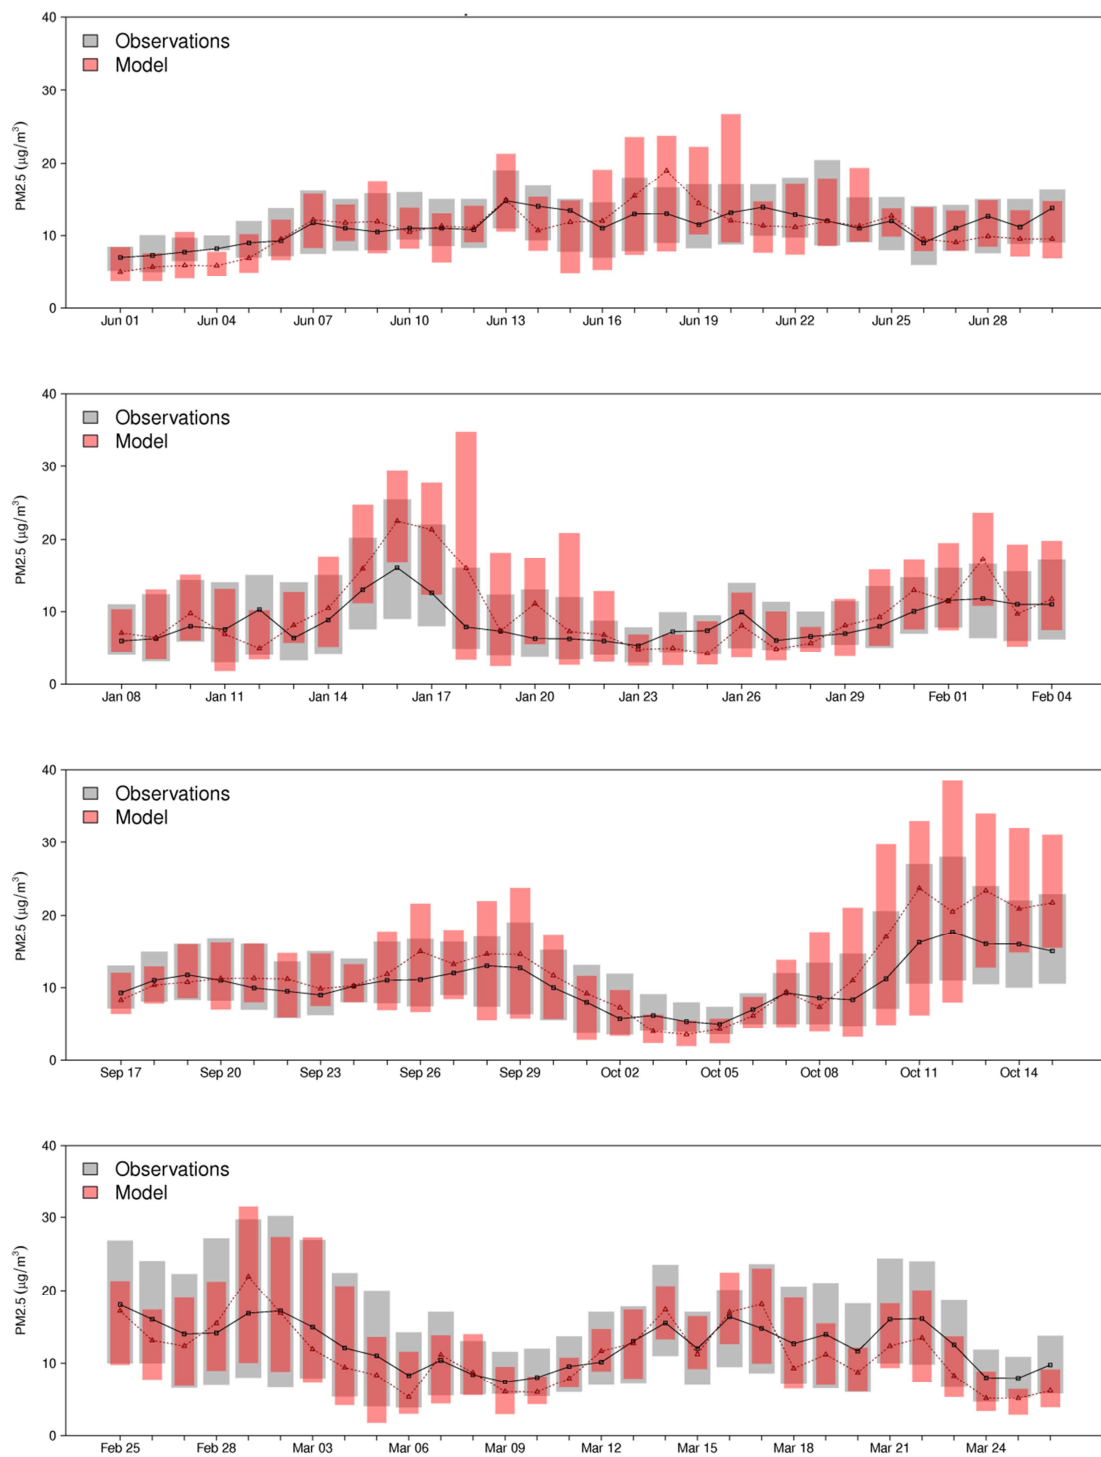 40
Observations
Model
30
20
10
0
PM2.5 (μg/m³)
Jun 01 Jun 04 Jun 07 Jun 10 Jun 13 Jun 16 Jun 19 Jun 22 Jun 25 Jun 28
40
Observations
Model
30
20
10
0
PM2.5 (μg/m³)
Jan 08 Jan 11 Jan 14 Jan 17 Jan 20 Jan 23 Jan 26 Jan 29 Feb 01 Feb 04
40
Observations
Model
30
20
10
0
PM2.5 (μg/m³)
Sep 17 Sep 20 Sep 23 Sep 26 Sep 29 Oct 02 Oct 05 Oct 08 Oct 11 Oct 14
40
Observations
Model
30
20
10
0
PM2.5 (μg/m³)
Feb 25 Feb 28 Mar 03 Mar 06 Mar 09 Mar 12 Mar 15 Mar 18 Mar 21 Mar 24